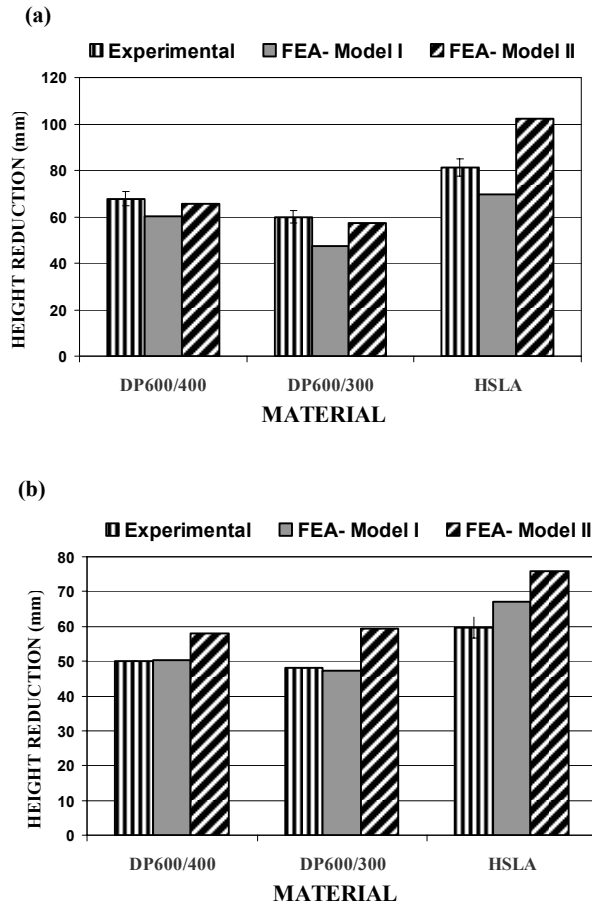 (a)
Experimental FEA- Model I FEA- Model II
120
100
80
60
40
20
0
HEIGHT REDUCTION (mm)
DP600/400 DP600/300 HSLA
MATERIAL
(b)
Experimental FEA- Model I FEA- Model II
80
70
60
50
40
30
20
10
0
HEIGHT REDUCTION (mm)
DP600/400 DP600/300 HSLA
MATERIAL